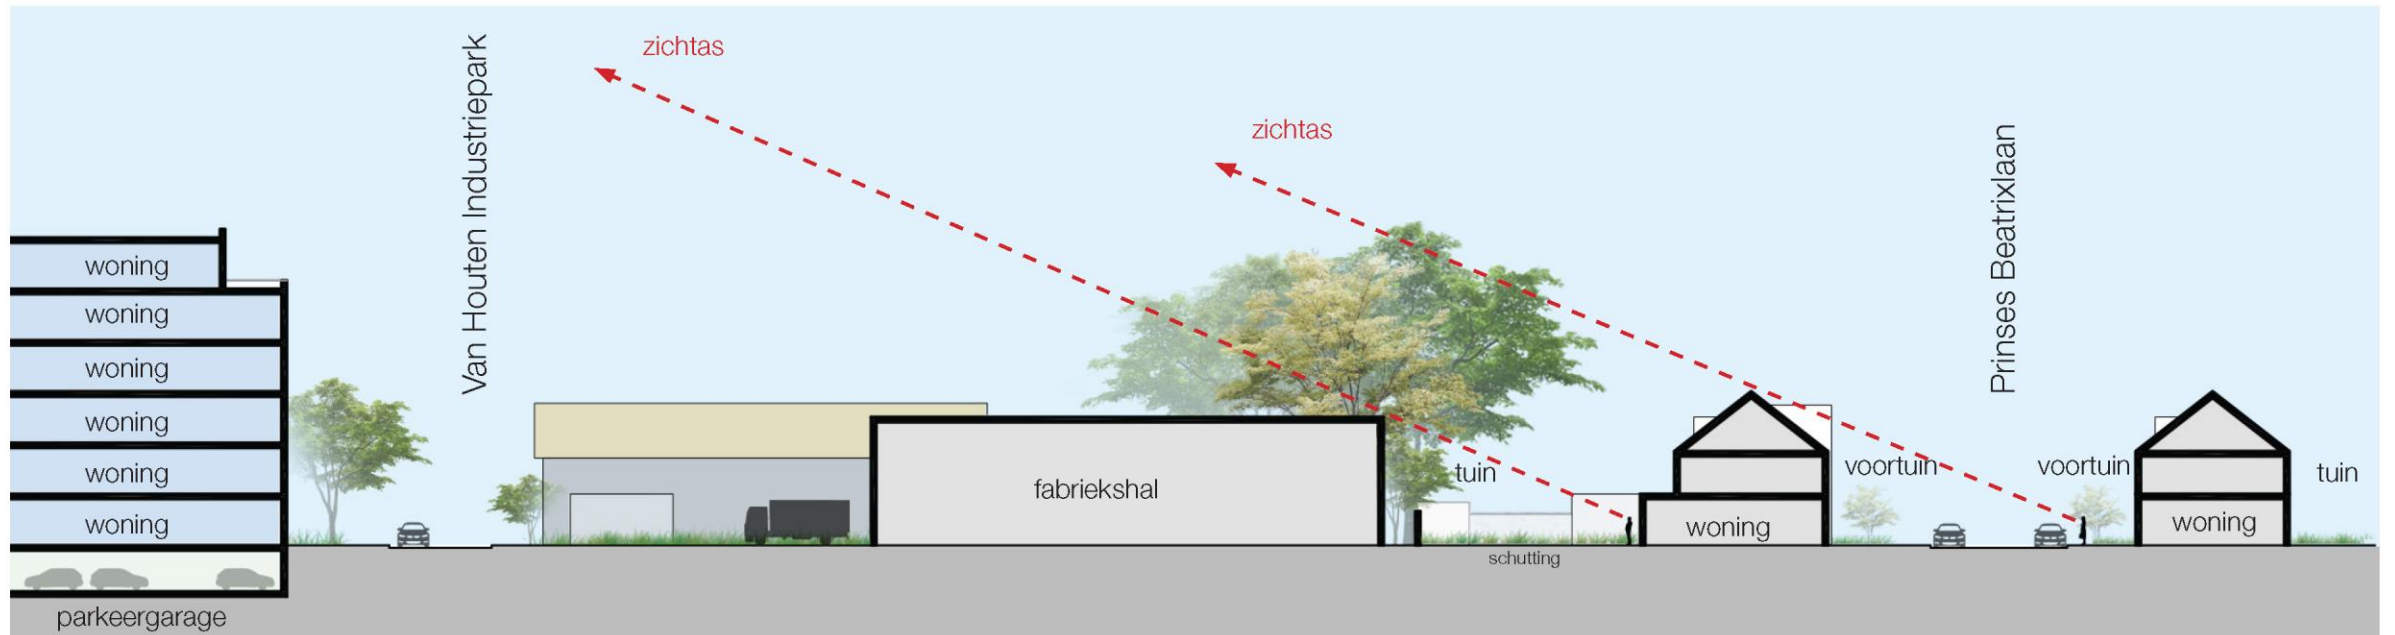 zichtas
Van Houten Industriepark
zichtas
Prinses Beatrixlaan
woning
woning
woning
woning
woning
woning
parkeergarage
fabriekshal
tuin
schutting
woning
voortuin
voortuin
woning
tuin